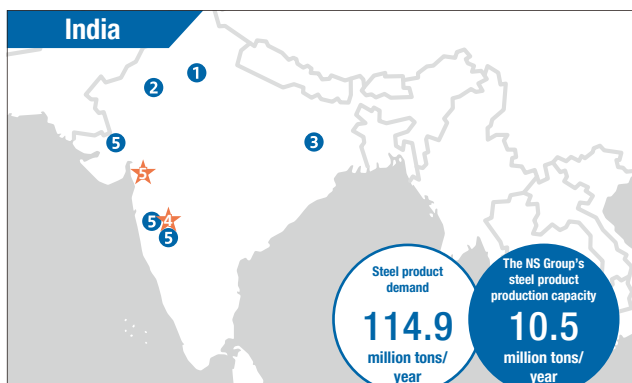 India
1
2
5
3
5
5
4
5
Steel product
demand
114.9
million tons/
year
The NS Group's
steel product
production capacity
10.5
million tons/
year